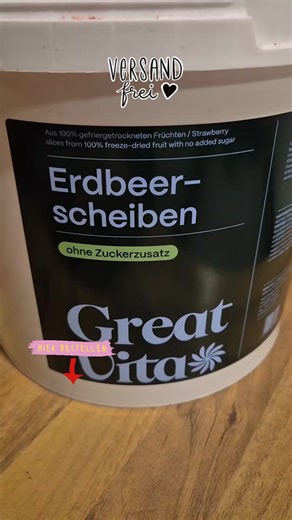 VERSAND
frei
Aus 100% gefriergetrockneten Früchten / Strawberry
slices from 100% freeze-dried fruit with no added sugar
Erdbeer-
scheiben
ohne Zuckerzusatz
Great
Vita
HIER BESTELLEN